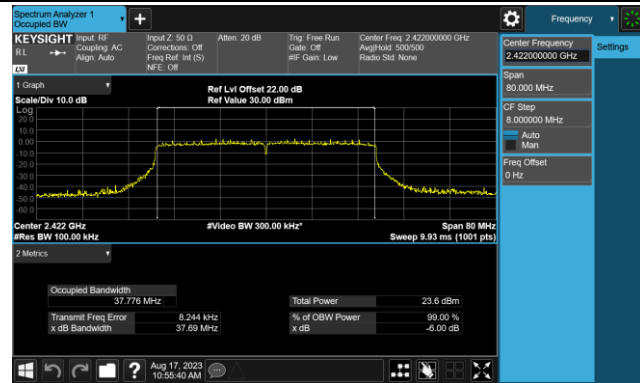 Spectrum Analyzer 1
Occupied BW
Frequency
KEYSIGHT
RL
LXI
Input: RF
Coupling: AC
Align: Auto
Input Z: 50 Ω
Corrections: Off
Freq Ref: Int (S)
NFE: Off
Atten: 20 dB
Trig: Free Run
Gate: Off
#IF Gain: Low
Center Freq: 2.422000000 GHz
Avg|Hold: 500/500
Radio Std: None
Center Frequency
2.422000000 GHz
Settings
Span
80.000 MHz
CF Step
8.000000 MHz
Auto
Man
Freq Offset
0 Hz
1 Graph
Scale/Div 10.0 dB
Ref Lvl Offset 22.00 dB
Ref Value 30.00 dBm
Log
20.0
10.0
0.00
-10.0
-20.0
-30.0
-40.0
-50.0
-60.0
Center 2.422 GHz
#Video BW 300.00 kHz*
Span 80 MHz
#Res BW 100.00 kHz
Sweep 9.93 ms (1001 pts)
2 Metrics
Occupied Bandwidth
37.776 MHz
Total Power
23.6 dBm
Transmit Freq Error
8.244 kHz
% of OBW Power
99.00 %
x dB Bandwidth
37.69 MHz
x dB
-6.00 dB
Aug 17, 2023
10:55:40 AM